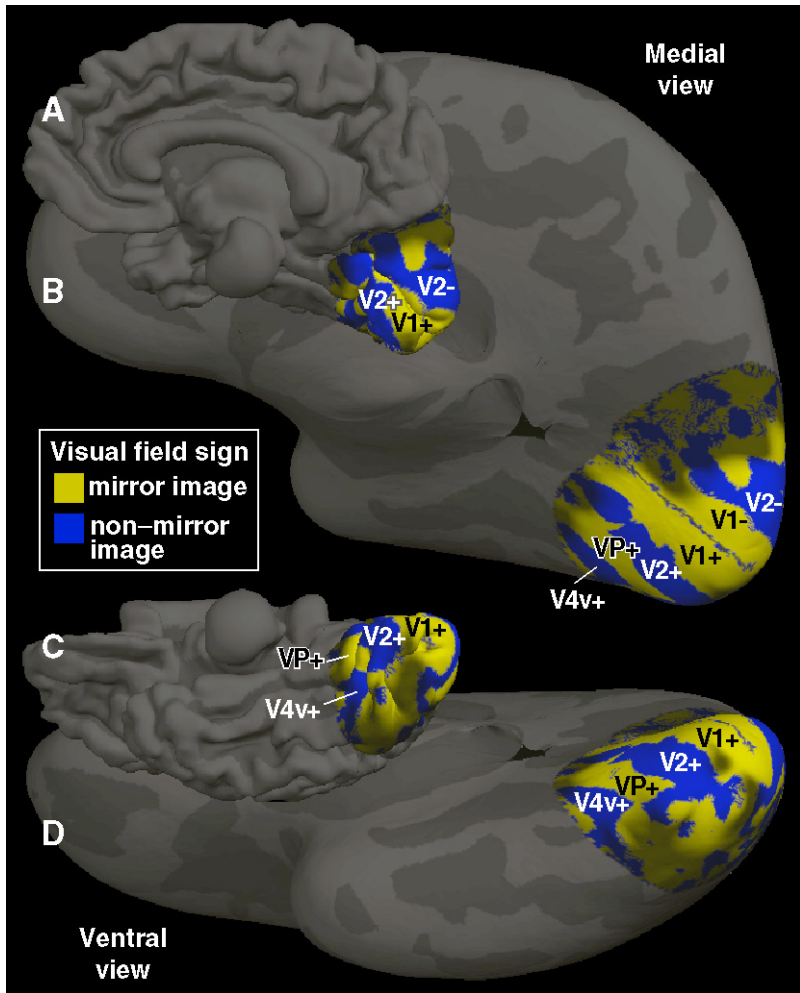 Medial
view
A
B
V2+
V2-
V1+
Visual field sign
mirror image
non–mirror
image
V2-
V1-
VP+
V1+
V2+
V4v+
C
V2+
V1+
VP+
V4v+
V1+
V2+
VP+
V4v+
D
Ventral
view